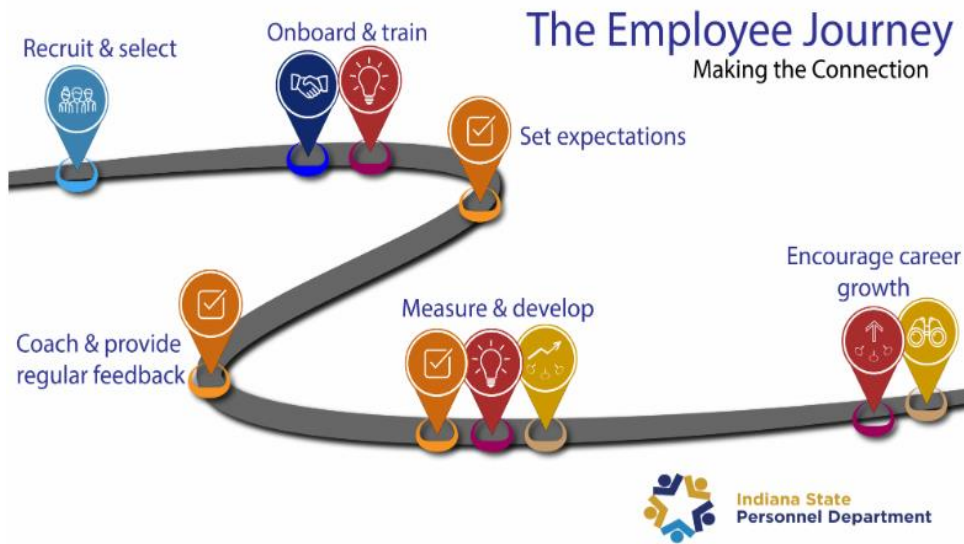 The Employee Journey
Making the Connection
Recruit & select
Onboard & train
Set expectations
Coach & provide
regular feedback
Measure & develop
Encourage career
growth
Indiana State
Personnel Department